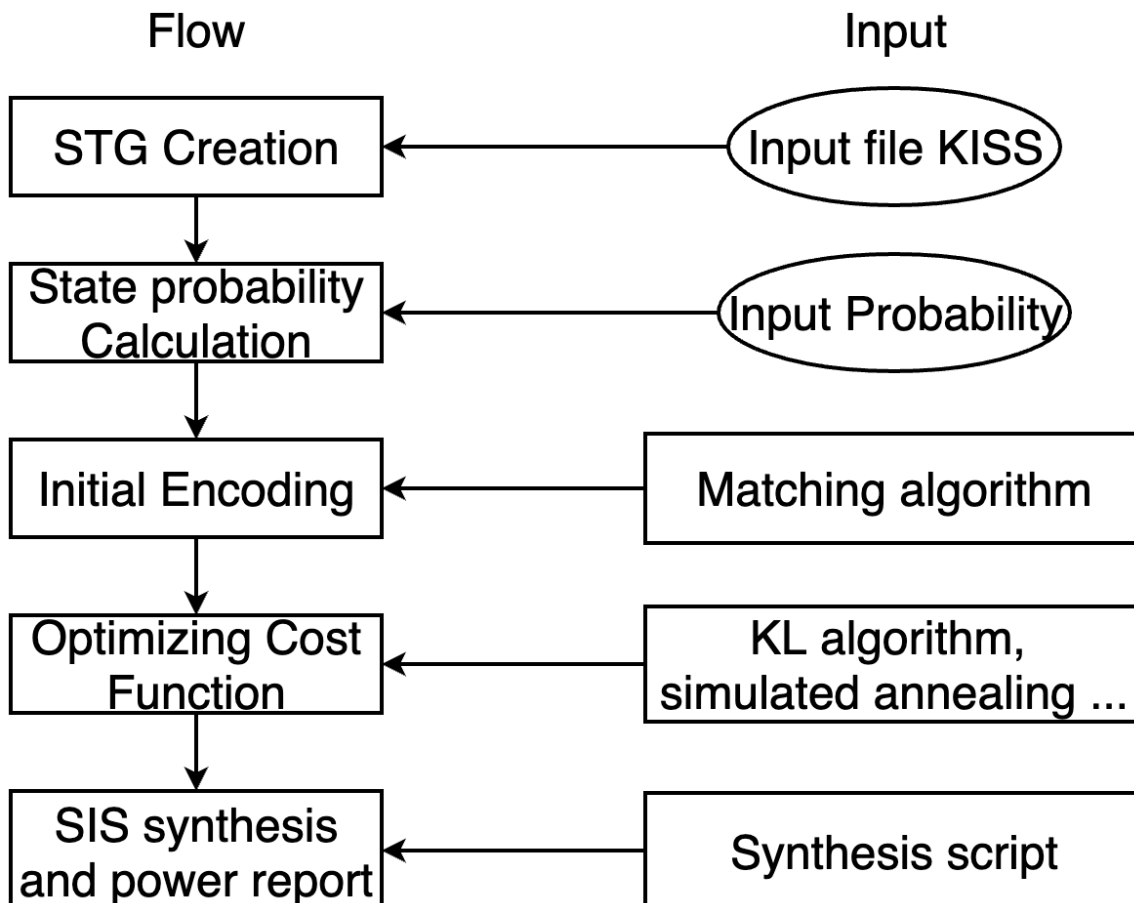 Flow
Input
STG Creation
Input file KISS
State probability
Calculation
Input Probability
Initial Encoding
Matching algorithm
Optimizing Cost
Function
KL algorithm,
simulated annealing ...
SIS synthesis
and power report
Synthesis script